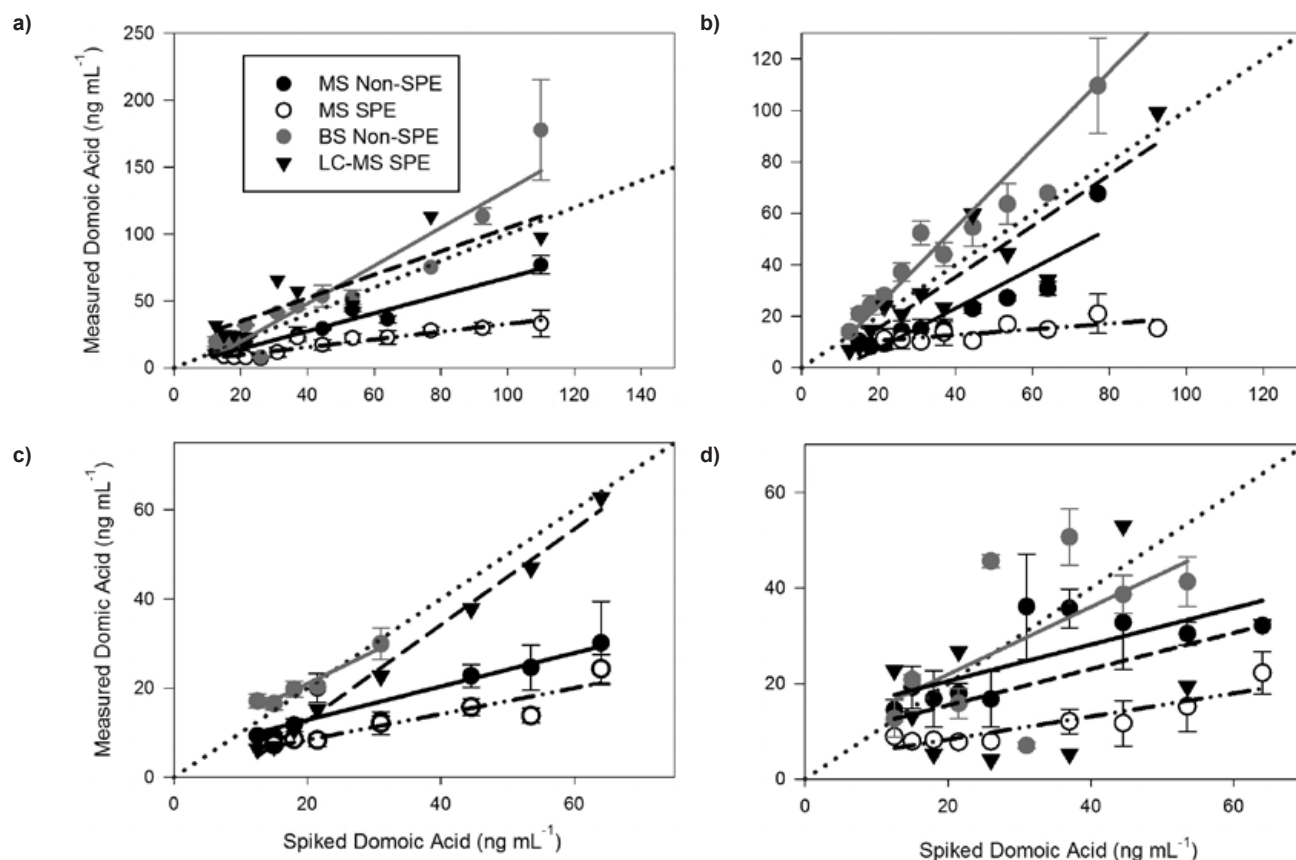 a)
Measured Domoic Acid (ng mL⁻¹)
250
200
150
100
50
0
MS Non-SPE
MS SPE
BS Non-SPE
LC-MS SPE
0 20 40 60 80 100 120 140
b)
120
100
80
60
40
20
0
0 20 40 60 80 100 120
c)
Measured Domic Acid (ng mL⁻¹)
60
40
20
0
0 20 40 60
Spiked Domoic Acid (ng mL⁻¹)
d)
60
40
20
0
0 20 40 60
Spiked Domoic Acid (ng mL⁻¹)